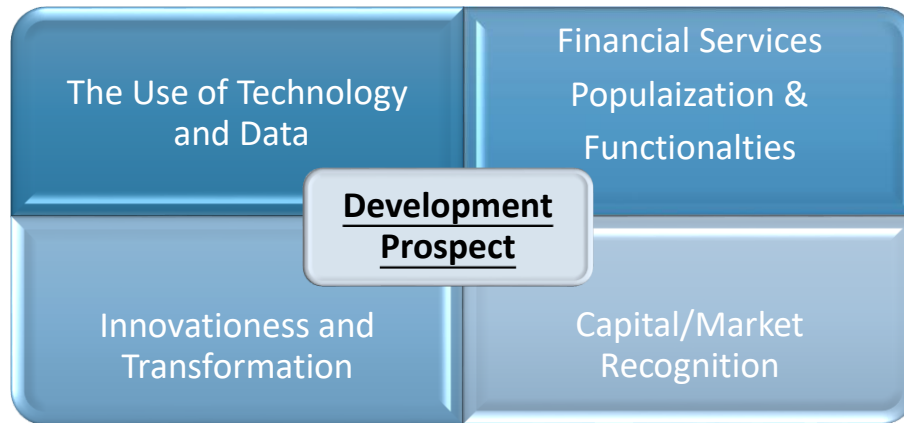 The Use of Technology
and Data
Financial Services
Populaization &
Functionalties
Development
Prospect
Innovationess and
Transformation
Capital/Market
Recognition